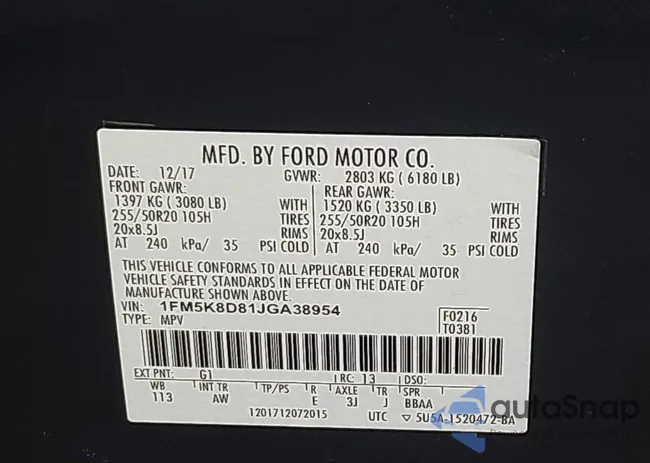 MFD. BY FORD MOTOR CO.
DATE: 12/17 GVWR: 2803 KG ( 6180 LB)
FRONT GAWR: REAR GAWR:
1397 KG ( 3080 LB) WITH 1520 KG ( 3350 LB) WITH
255/50R20 105H TIRES 255/50R20 105H TIRES
20x8.5J RIMS 20x8.5J RIMS
AT 240 kPa/ 35 PSI COLD AT 240 kPa/ 35 PSI COLD
THIS VEHICLE CONFORMS TO ALL APPLICABLE FEDERAL MOTOR
VEHICLE SAFETY STANDARDS IN EFFECT ON THE DATE OF
MANUFACTURE SHOWN ABOVE.
VIN: 1FM5K8D81JGA38954 F0216
TYPE: MPV T0381
EXT PNT: G1 RC: 13 DSO:
WB INT TR TP/PS R AXLE TR SPR
113 AW E 3J J BBAA
1201712072015 UTC ▽ 5U5A-1520472-BA
autoSnap